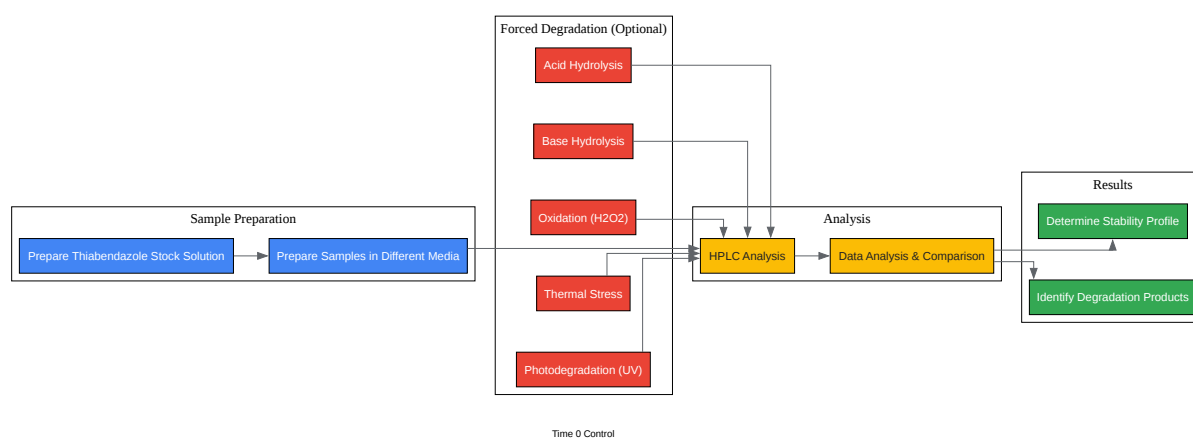 Sample Preparation
Prepare Thiabendazole Stock Solution
Prepare Samples in Different Media
Forced Degradation (Optional)
Acid Hydrolysis
Base Hydrolysis
Oxidation (H2O2)
Thermal Stress
Photodegradation (UV)
Analysis
HPLC Analysis
Data Analysis & Comparison
Results
Determine Stability Profile
Identify Degradation Products
Time 0 Control